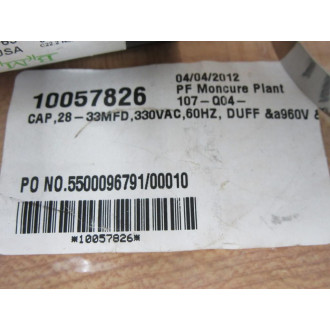 USA
04/04/2012
10057826
PF Moncure Plant
107-Q04-
CAP,28-33MFD,330VAC,60HZ, DUFF &a960V &
PO NO.5500096791/00010
*10057826*